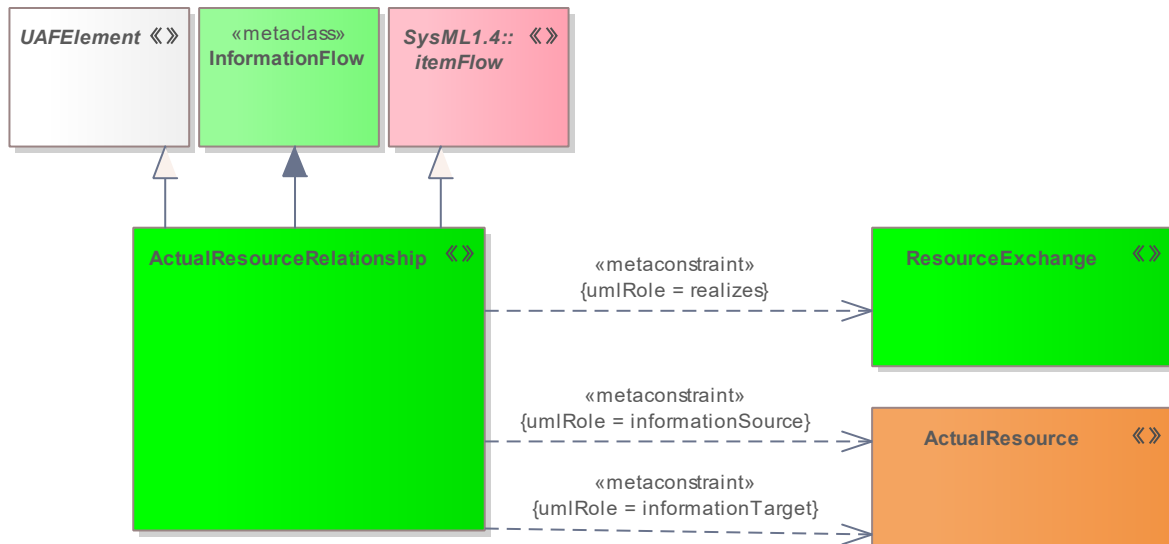 UAFElement «»
«metaclass»
InformationFlow
SysML1.4:: «»
itemFlow
ActualResourceRelationship «»
«metaconstraint»
{umlRole = realizes}
ResourceExchange «»
«metaconstraint»
{umlRole = informationSource}
ActualResource «»
«metaconstraint»
{umlRole = informationTarget}